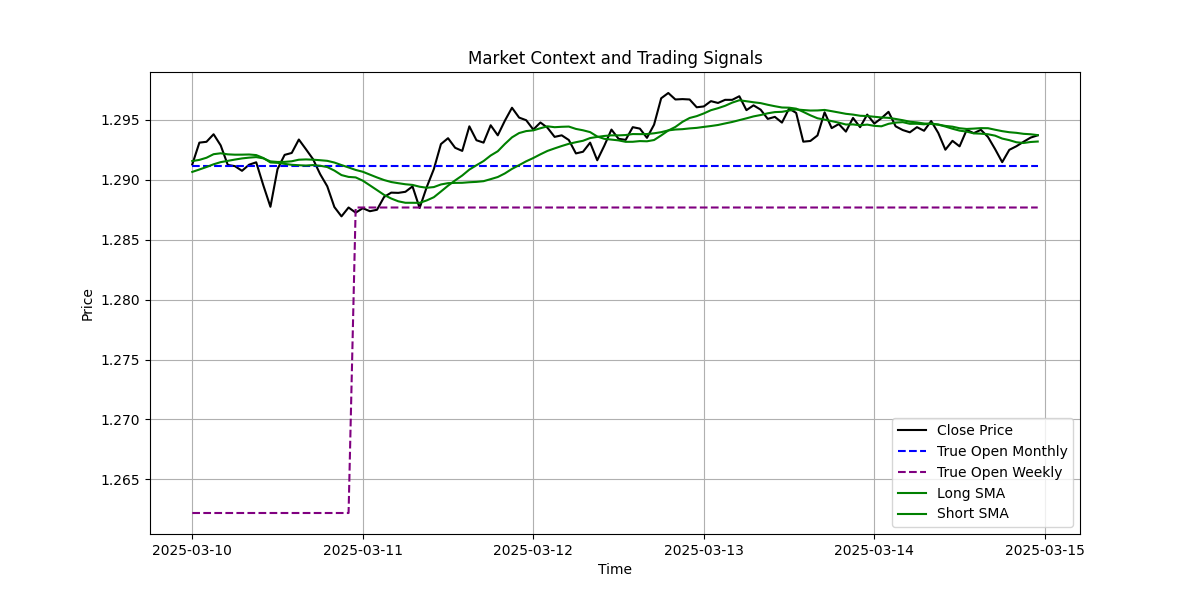 Market Context and Trading Signals
Price
1.295
1.290
1.285
1.280
1.275
1.270
1.265
Close Price
True Open Monthly
True Open Weekly
Long SMA
Short SMA
2025-03-10
2025-03-11
2025-03-12
2025-03-13
2025-03-14
2025-03-15
Time